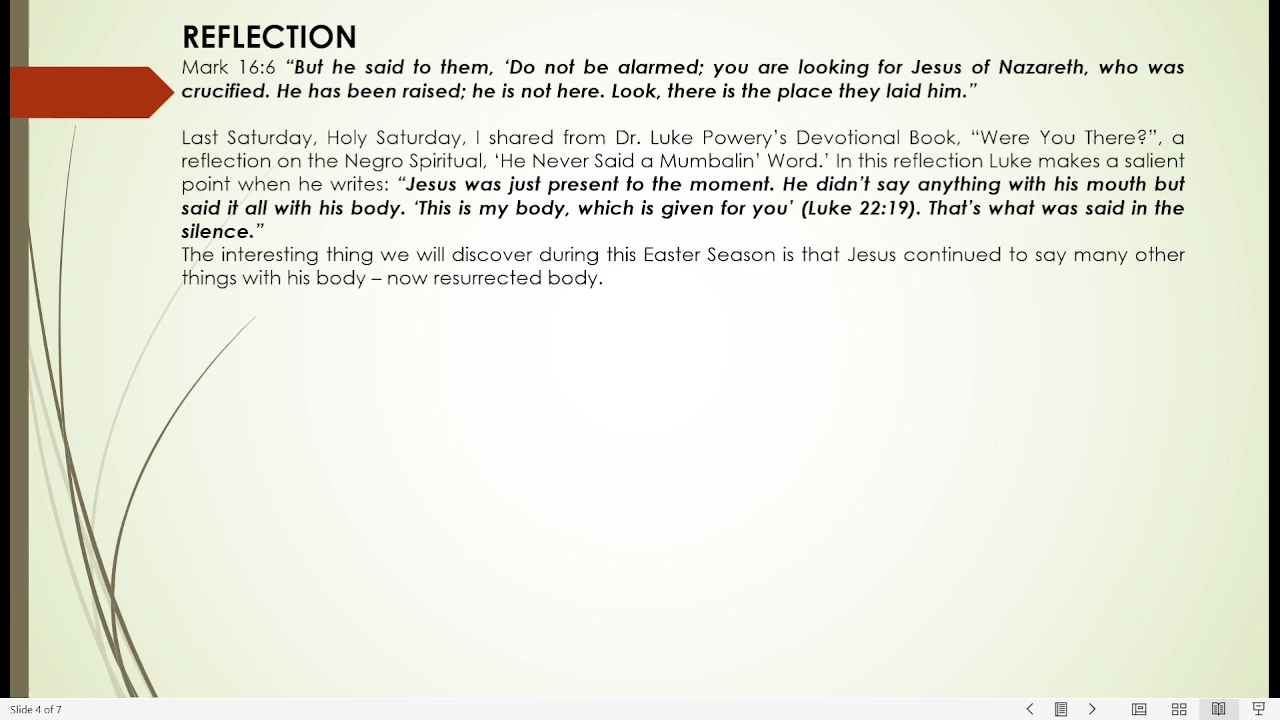 REFLECTION
Mark 16:6 “But he said to them, ‘Do not be alarmed; you are looking for Jesus of Nazareth, who was
crucified. He has been raised; he is not here. Look, there is the place they laid him.”
Last Saturday, Holy Saturday, I shared from Dr. Luke Powery’s Devotional Book, “Were You There?”, a
reflection on the Negro Spiritual, ‘He Never Said a Mumbalin’ Word.’ In this reflection Luke makes a salient
point when he writes: “Jesus was just present to the moment. He didn’t say anything with his mouth but
said it all with his body. ‘This is my body, which is given for you’ (Luke 22:19). That’s what was said in the
silence.”
The interesting thing we will discover during this Easter Season is that Jesus continued to say many other
things with his body – now resurrected body.
Slide 4 of 7